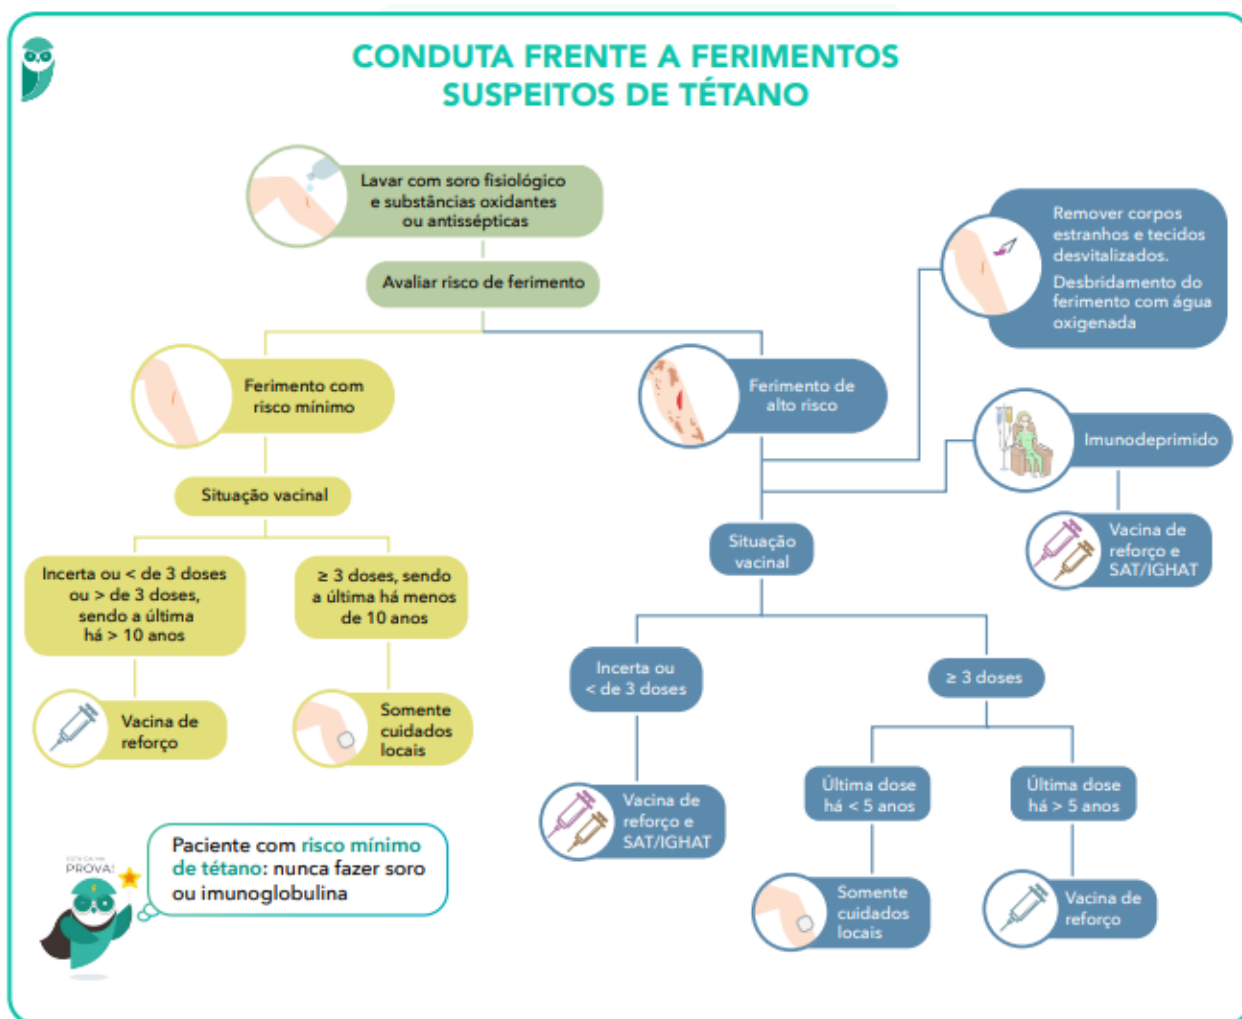 CONDUTA FRENTE A FERIMENTOS
SUSPEITOS DE TÉTANO
Lavar com soro fisiológico
e substâncias oxidantes
ou antissépticas
Avaliar risco de ferimento
Remover corpos
estranhos e tecidos
desvitalizados.
Desbridamento do
ferimento com água
oxigenada
Ferimento com
risco mínimo
Ferimento de
alto risco
Imunodeprimido
Vacina de
reforço e
SAT/IGHAT
Situação vacinal
Situação
vacinal
Incerta ou < de 3 doses
ou > de 3 doses,
sendo a última
há > 10 anos
≥ 3 doses, sendo
a última há menos
de 10 anos
Vacina de
reforço
Somente
cuidados
locais
Incerta ou
< de 3 doses
≥ 3 doses
Vacina de
reforço e
SAT/IGHAT
Última dose
há < 5 anos
Última dose
há > 5 anos
Somente
cuidados
locais
Vacina de
reforço
PROVA!
Paciente com risco mínimo
de tétano: nunca fazer soro
ou imunoglobulina